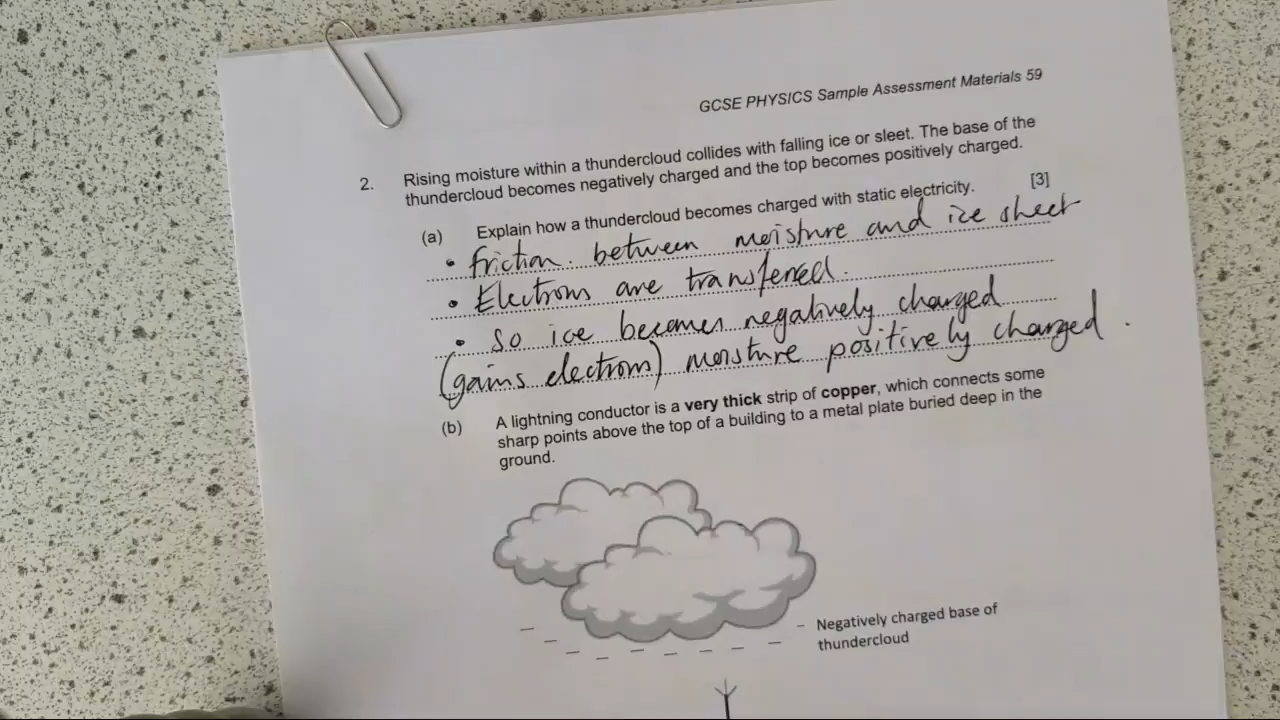 GCSE PHYSICS Sample Assessment Materials 59
2. Rising moisture within a thundercloud collides with falling ice or sleet. The base of the
thundercloud becomes negatively charged and the top becomes positively charged.
(a) Explain how a thundercloud becomes charged with static electricity. [3]
• friction between moisture and ice sheet
• Electrons are transferred.
• so ice becomes negatively charged
(gains electrons) moisture positively charged.
(b) A lightning conductor is a very thick strip of copper, which connects some
sharp points above the top of a building to a metal plate buried deep in the
ground.
Negatively charged base of
thundercloud